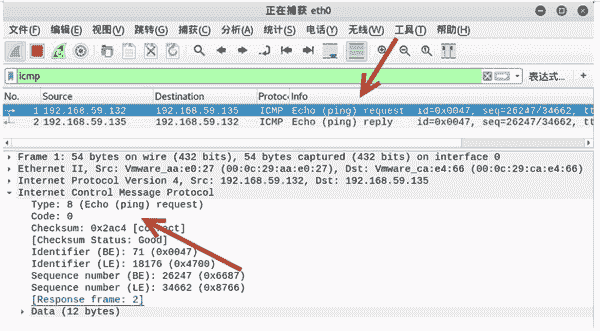 正在捕获 eth0
文件(F) 编辑(E) 视图(V) 跳转(G) 捕获(C) 分析(A) 统计(S) 电话(Y) 无线(W) 工具(T) 帮助(H)
icmp 表达式… +
No. Source Destination Protoc Info
1 192.168.59.132 192.168.59.135 ICMP Echo (ping) request id=0x0047, seq=26247/34662, tt
2 192.168.59.135 192.168.59.132 ICMP Echo (ping) reply id=0x0047, seq=26247/34662, tt
Frame 1: 54 bytes on wire (432 bits), 54 bytes captured (432 bits) on interface 0
Ethernet II, Src: Vmware_aa:e0:27 (00:0c:29:aa:e0:27), Dst: Vmware_ca:e4:66 (00:0c:29:ca:e4:66)
Internet Protocol Version 4, Src: 192.168.59.132, Dst: 192.168.59.135
Internet Control Message Protocol
Type: 8 (Echo (ping) request)
Code: 0
Checksum: 0x2ac4 [correct]
[Checksum Status: Good]
Identifier (BE): 71 (0x0047)
Identifier (LE): 18176 (0x4700)
Sequence number (BE): 26247 (0x6687)
Sequence number (LE): 34662 (0x8766)
[Response frame: 2]
Data (12 bytes)